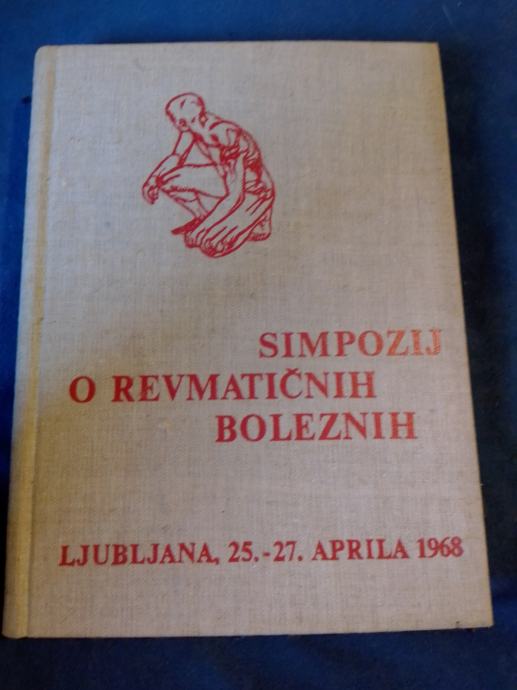 SIMPOZIJ
O REVMATIČNIH
BOLEZNIH
LJUBLJANA, 25.-27. APRILA 1968